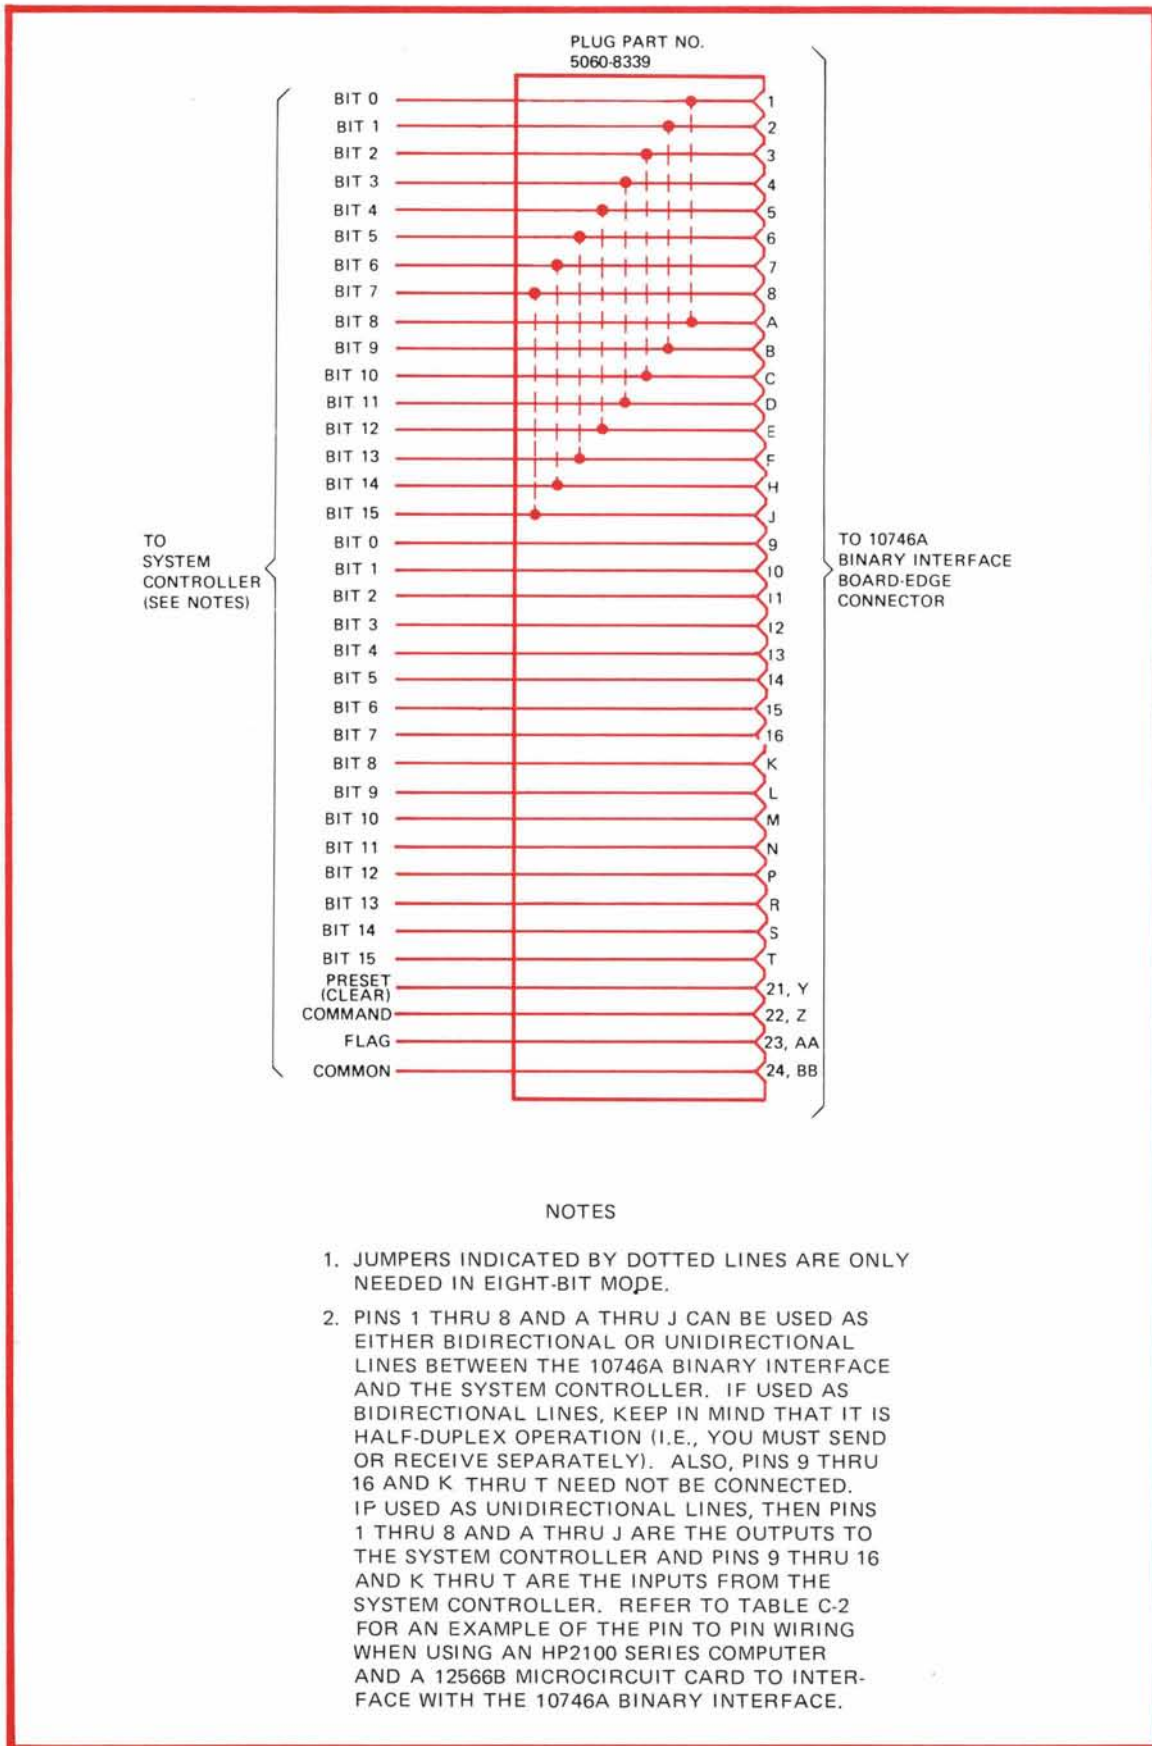 PLUG PART NO.
5060-8339
BIT 0 1
BIT 1 2
BIT 2 3
BIT 3 4
BIT 4 5
BIT 5 6
BIT 6 7
BIT 7 8
BIT 8 A
BIT 9 B
BIT 10 C
BIT 11 D
BIT 12 E
BIT 13 F
BIT 14 H
BIT 15 J
TO
SYSTEM
CONTROLLER
(SEE NOTES)
TO 10746A
BINARY INTERFACE
BOARD-EDGE
CONNECTOR
BIT 0 9
BIT 1 10
BIT 2 11
BIT 3 12
BIT 4 13
BIT 5 14
BIT 6 15
BIT 7 16
BIT 8 K
BIT 9 L
BIT 10 M
BIT 11 N
BIT 12 P
BIT 13 R
BIT 14 S
BIT 15 T
PRESET
(CLEAR) 21, Y
COMMAND 22, Z
FLAG 23, AA
COMMON 24, BB
NOTES
1. JUMPERS INDICATED BY DOTTED LINES ARE ONLY
NEEDED IN EIGHT-BIT MODE.
2. PINS 1 THRU 8 AND A THRU J CAN BE USED AS
EITHER BIDIRECTIONAL OR UNIDIRECTIONAL
LINES BETWEEN THE 10746A BINARY INTERFACE
AND THE SYSTEM CONTROLLER. IF USED AS
BIDIRECTIONAL LINES, KEEP IN MIND THAT IT IS
HALF-DUPLEX OPERATION (I.E., YOU MUST SEND
OR RECEIVE SEPARATELY). ALSO, PINS 9 THRU
16 AND K THRU T NEED NOT BE CONNECTED.
IF USED AS UNIDIRECTIONAL LINES, THEN PINS
1 THRU 8 AND A THRU J ARE THE OUTPUTS TO
THE SYSTEM CONTROLLER AND PINS 9 THRU 16
AND K THRU T ARE THE INPUTS FROM THE
SYSTEM CONTROLLER. REFER TO TABLE C-2
FOR AN EXAMPLE OF THE PIN TO PIN WIRING
WHEN USING AN HP2100 SERIES COMPUTER
AND A 12566B MICROCIRCUIT CARD TO INTER-
FACE WITH THE 10746A BINARY INTERFACE.